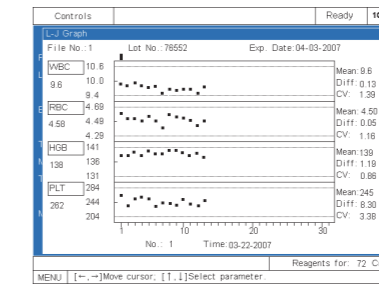 Controls Ready 10
L-J Graph
File No.:1 Lot No.:76552 Exp. Date:04-03-2007
WBC 10.6 Mean: 9.6
9.6 10.0 Diff: 0.13
9.4 CV: 1.39
RBC 4.69 Mean: 4.50
4.58 4.49 Diff: 0.05
4.29 CV: 1.16
HGB 141 Mean:139
138 136 Diff: 1.19
131 CV: 0.86
PLT 284 Mean:245
262 244 Diff: 8.30
204 CV: 3.38
1 10 20 30
No.: 1 Time:03-22-2007
Reagents for: 72 C
MENU [←,→]Move cursor; [↑,↓]Select parameter.